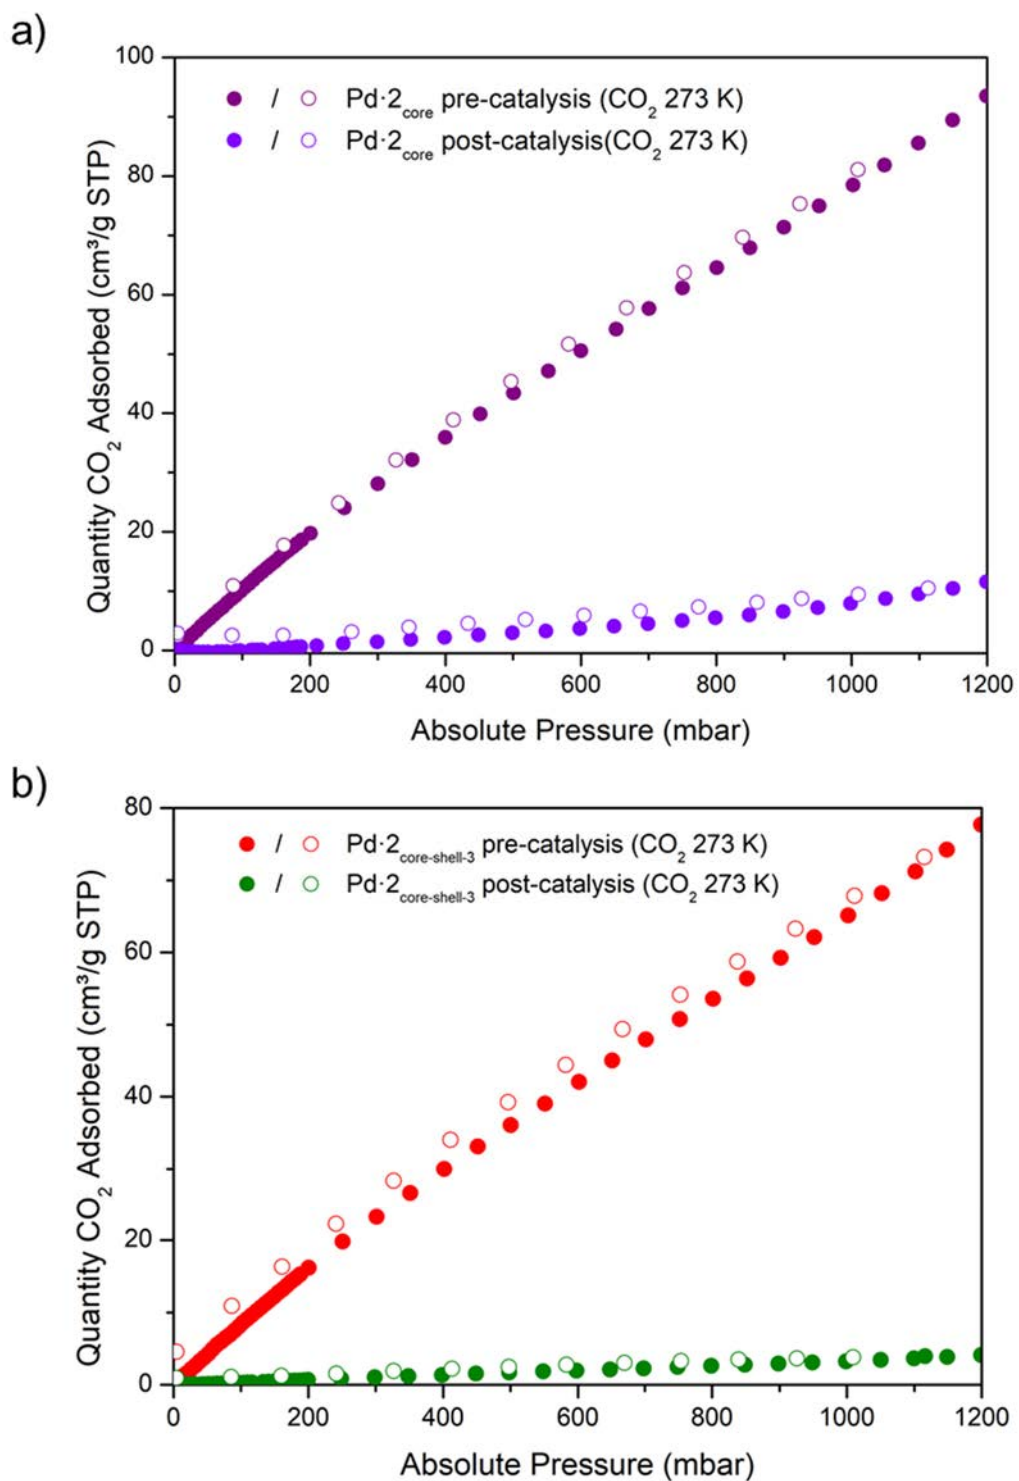 a)
100
80
60
40
20
0
Quantity CO₂ Adsorbed (cm³/g STP)
/ Pd·2core pre-catalysis (CO₂ 273 K)
/ Pd·2core post-catalysis(CO₂ 273 K)
0 200 400 600 800 1000 1200
Absolute Pressure (mbar)
b)
80
60
40
20
0
Quantity CO₂ Adsorbed (cm³/g STP)
/ Pd·2core-shell-3 pre-catalysis (CO₂ 273 K)
/ Pd·2core-shell-3 post-catalysis (CO₂ 273 K)
0 200 400 600 800 1000 1200
Absolute Pressure (mbar)